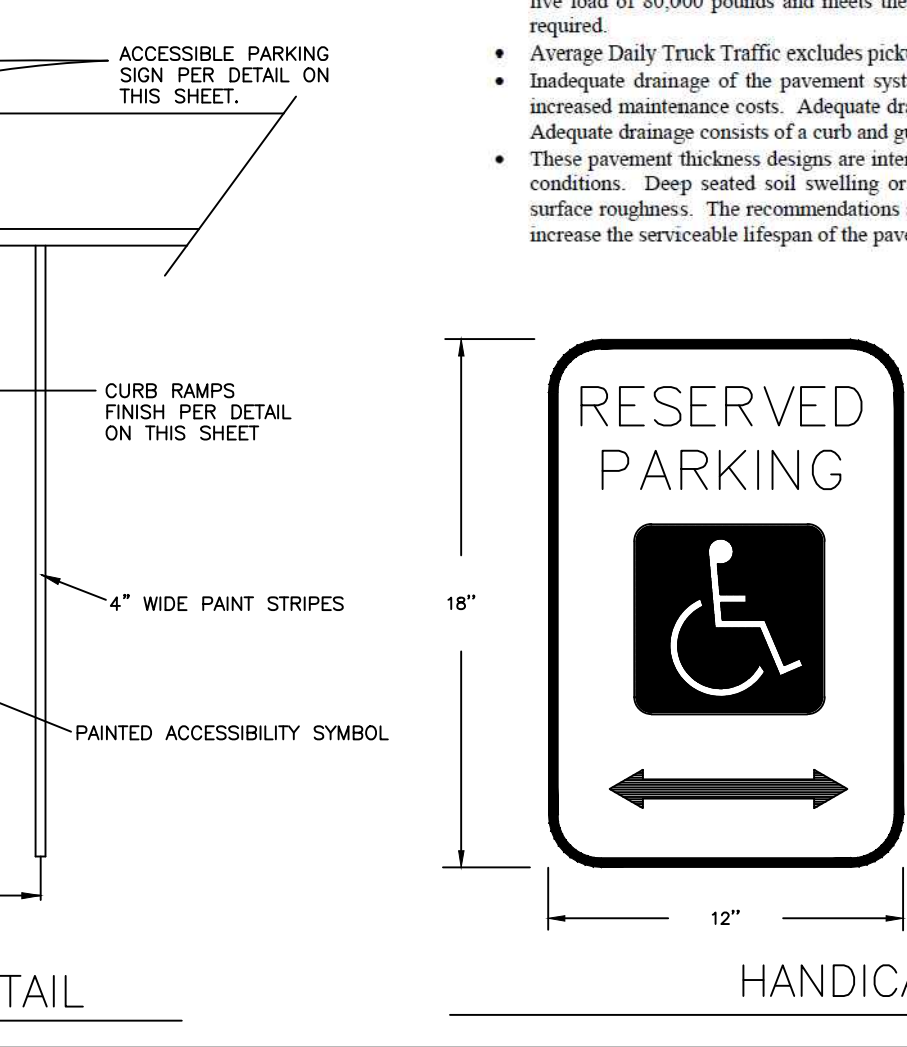 ACCESSIBLE PARKING
SIGN PER DETAIL ON
THIS SHEET.
CURB RAMPS
FINISH PER DETAIL
ON THIS SHEET
4" WIDE PAINT STRIPES
PAINTED ACCESSIBILITY SYMBOL
TAIL
live load of 80,000 pounds and meets the
required.
• Average Daily Truck Traffic excludes pick
• Inadequate drainage of the pavement syst
increased maintenance costs. Adequate dra
Adequate drainage consists of a curb and gu
• These pavement thickness designs are inter
conditions. Deep seated soil swelling or
surface roughness. The recommendations
increase the serviceable lifespan of the pave
RESERVED
PARKING
18"
12"
HANDICA